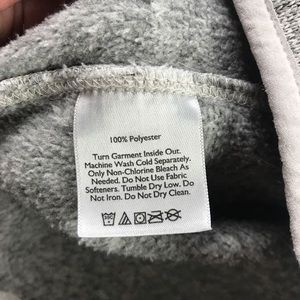 100% Polyester
Turn Garment Inside Out.
Machine Wash Cold Separately.
Only Non-Chlorine Bleach As
Needed. Do Not Use Fabric
Softeners. Tumble Dry Low. Do
Not Iron. Do Not Dry Clean.